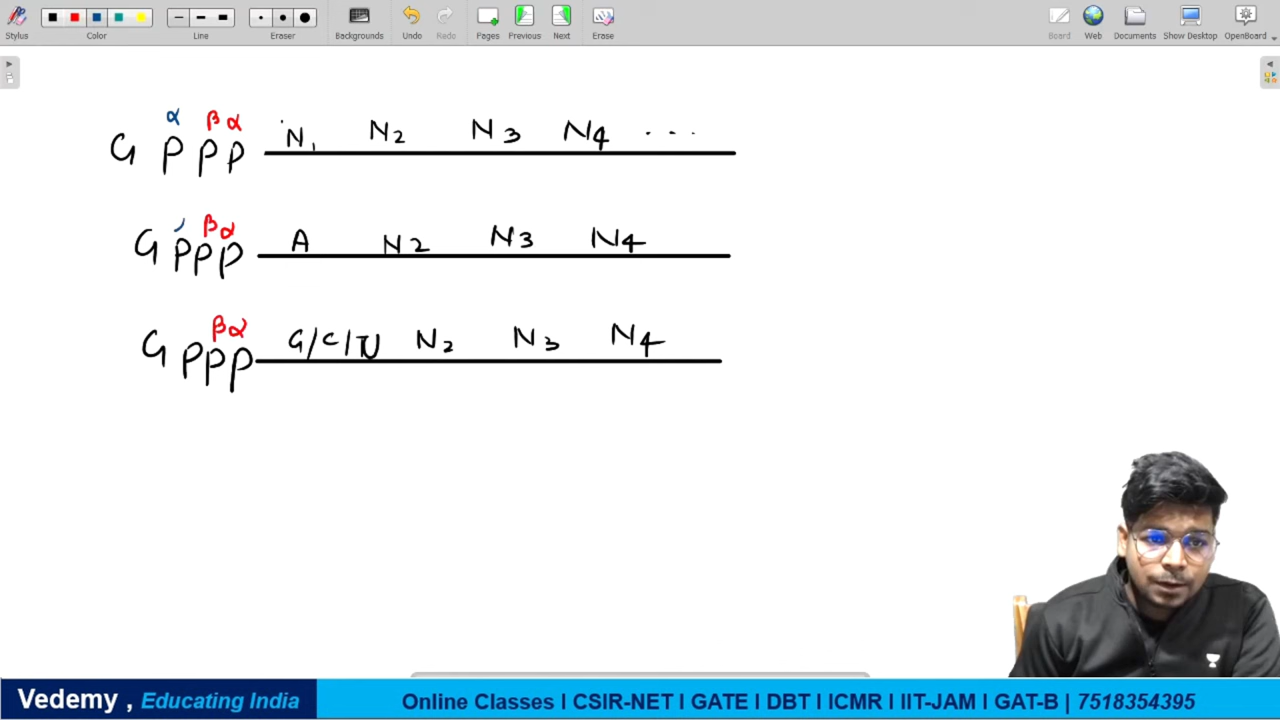 Stylus Color Line Eraser Backgrounds Undo Redo Pages Previous Next Erase Board Web Documents Show Desktop OpenBoard
α β α
G P P P N1 N2 N3 N4 ...
β α
G P P P A N2 N3 N4
β α
G P P P G/C/U N2 N3 N4
Vedemy , Educating India
Online Classes I CSIR-NET I GATE I DBT I ICMR I IIT-JAM I GAT-B | 7518354395